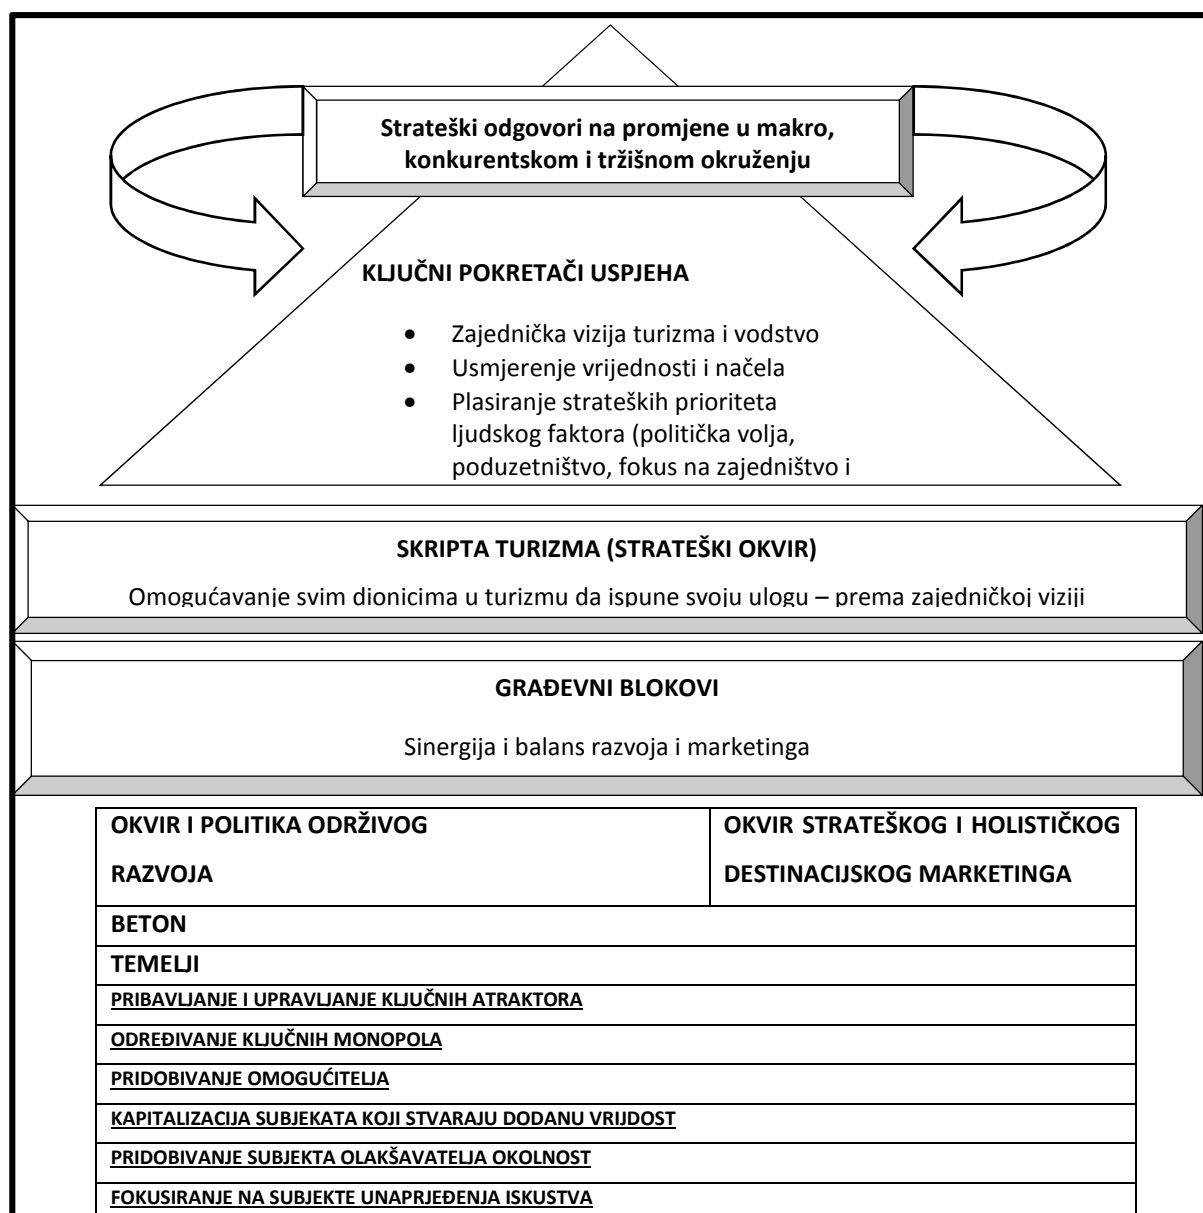 Strateški odgovori na promjene u makro,
konkurentskom i tržišnom okruženju
KLJUČNI POKRETAČI USPJEHA
• Zajednička vizija turizma i vodstvo
• Usmjerenje vrijednosti i načela
• Plasiranje strateških prioriteta
ljudskog faktora (politička volja,
poduzetništvo, fokus na zajedništvo i
SKRIPTA TURIZMA (STRATEŠKI OKVIR)
Omogućavanje svim dionicima u turizmu da ispune svoju ulogu – prema zajedničkoj viziji
GRAĐEVNI BLOKOVI
Sinergija i balans razvoja i marketinga
OKVIR I POLITIKA ODRŽIVOG
RAZVOJA
OKVIR STRATEŠKOG I HOLISTIČKOG
DESTINACIJSKOG MARKETINGA
BETON
TEMELJI
PRIBAVLJANJE I UPRAVLJANJE KLJUČNIH ATRAKTORA
ODREĐIVANJE KLJUČNIH MONOPOLA
PRIDOBIVANJE OMOGUĆITELJA
KAPITALIZACIJA SUBJEKATA KOJI STVARAJU DODANU VRIJDOST
PRIDOBIVANJE SUBJEKTA OLAKŠAVATELJA OKOLNOST
FOKUSIRANJE NA SUBJEKTE UNAPRJEĐENJA ISKUSTVA